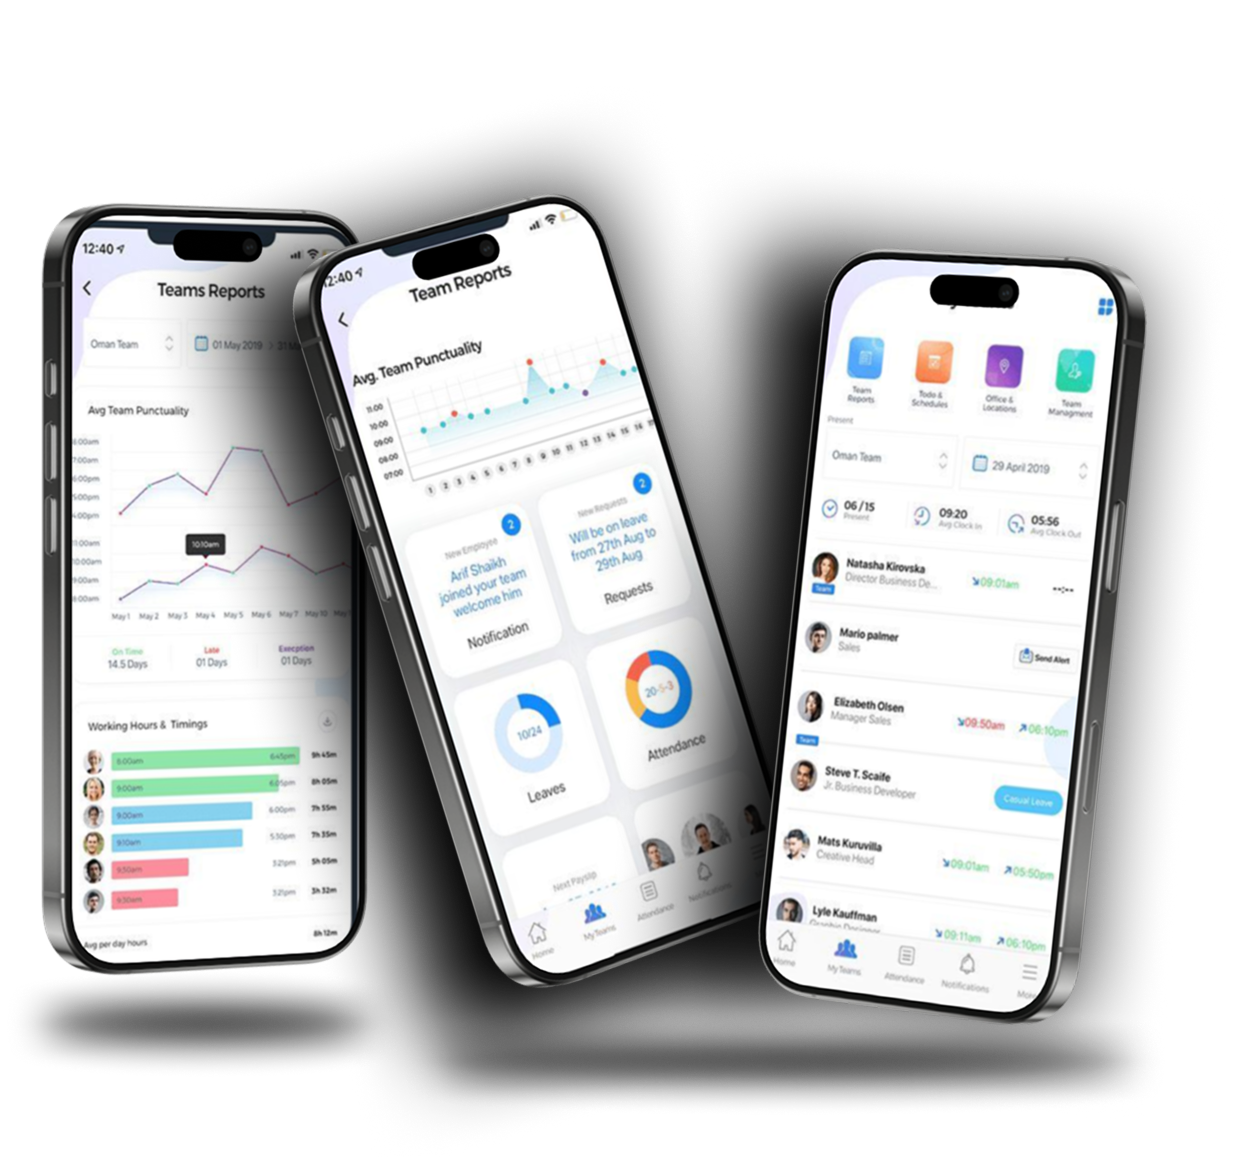 12:40
Teams Reports
Oman Team
01 May 2019
Avg Team Punctuality
8:00am
7:00am
6:00pm
5:00pm
4:00pm
11:00am
10:00am
9:00am
8:00am
10:10am
May 1 May 2 May 3 May 4 May 5 May 6 May 7 May 10
On Time
14.5 Days
Late
01 Days
Execption
01 Days
Working Hours & Timings
8:00am 6:45pm 9h 45m
9:00am 6:05pm 8h 05m
9:00am 6:00pm 7h 55m
9:10am 5:30pm 7h 35m
9:30am 3:21pm 5h 05m
9:30am 3:21pm 3h 32m
Avg per day hours
8h 12m
12:40
Team Reports
Avg. Team Punctuality
11:00
10:00
09:00
08:00
07:00
1 2 3 4 5 6 7 8 9 10 11 12 13 14 15 16
2
New Employee
Arif Shaikh
joined your team
welcome him
Notification
2
New Requests
Will be on leave
from 27th Aug to
29th Aug
Requests
10/24
Leaves
20-5-3
Attendance
Next Payslip
Home
My Teams
Attendance
Notifications
Team
Reports
Todo &
Schedules
Office &
Locations
Team
Managment
Present
Oman Team
29 April 2019
06 / 15
Present
09:20
Avg Clock In
05:56
Avg Clock Out
Natasha Kirovska
Director Business De...
09:01am
--:--
Team
Mario palmer
Sales
Send Alert
Elizabeth Olsen
Manager Sales
09:50am
06:10pm
Team
Steve T. Scaife
Jr. Business Developer
Casual Leave
Mats Kuruvilla
Creative Head
09:01am
05:50pm
Lyle Kauffman
Graphic Designer
09:11am
06:10pm
Home
My Teams
Attendance
Notifications
More